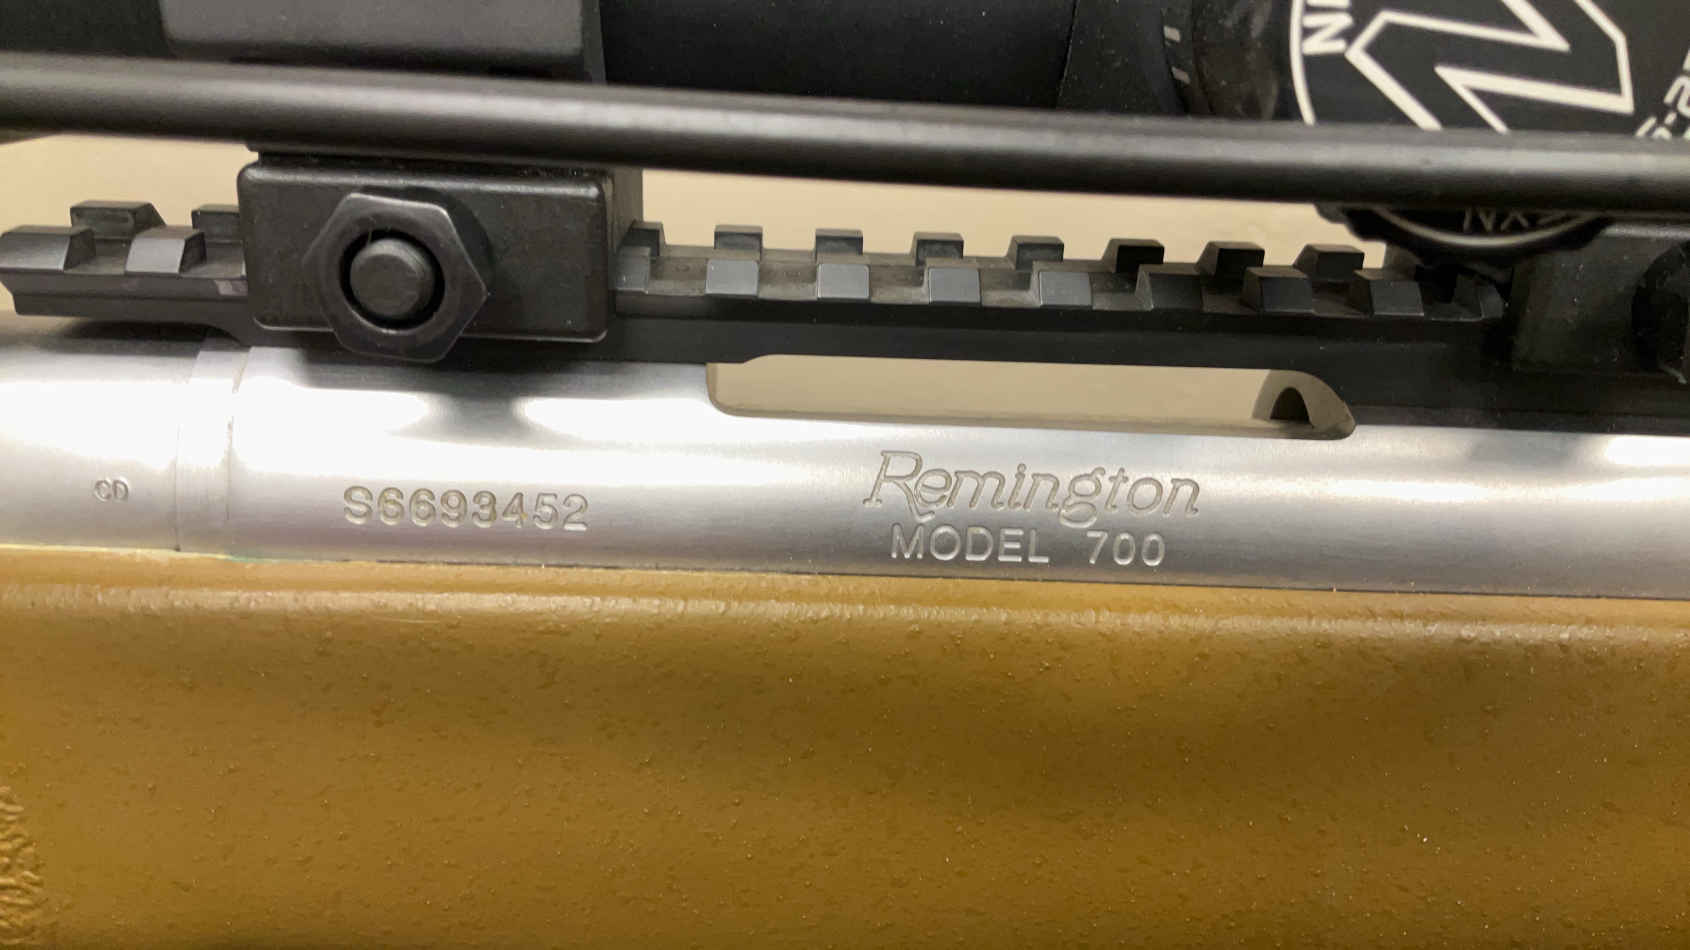 CD
S6693452
Remington
MODEL 700